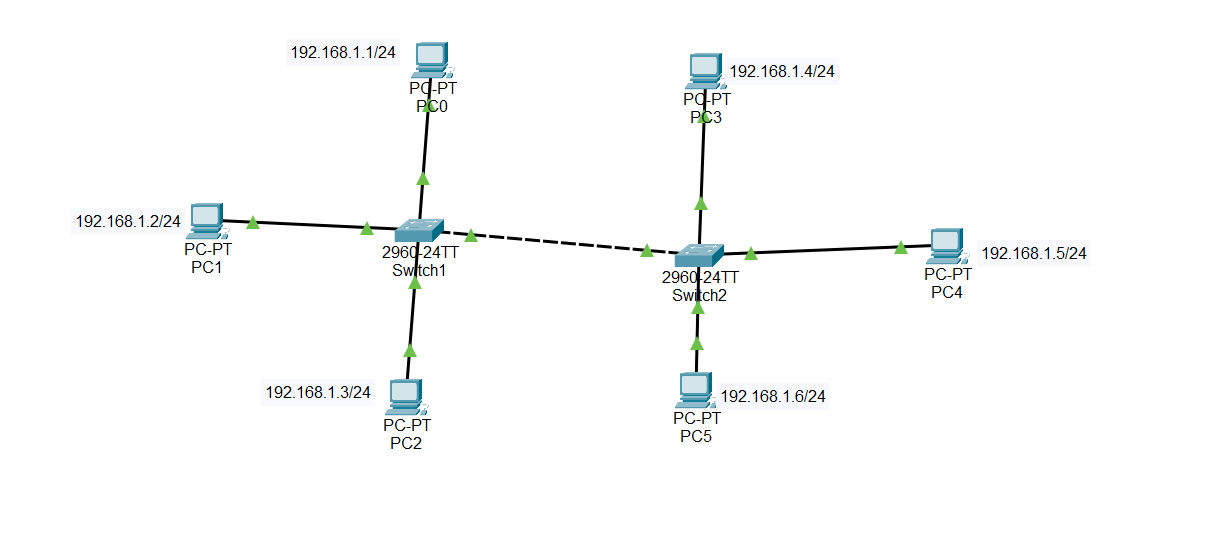 192.168.1.1/24
PC-PT
PC0
192.168.1.4/24
PC-PT
PC3
192.168.1.2/24
PC-PT
PC1
2960-24TT
Switch1
2960-24TT
Switch2
192.168.1.5/24
PC-PT
PC4
192.168.1.3/24
PC-PT
PC2
192.168.1.6/24
PC-PT
PC5